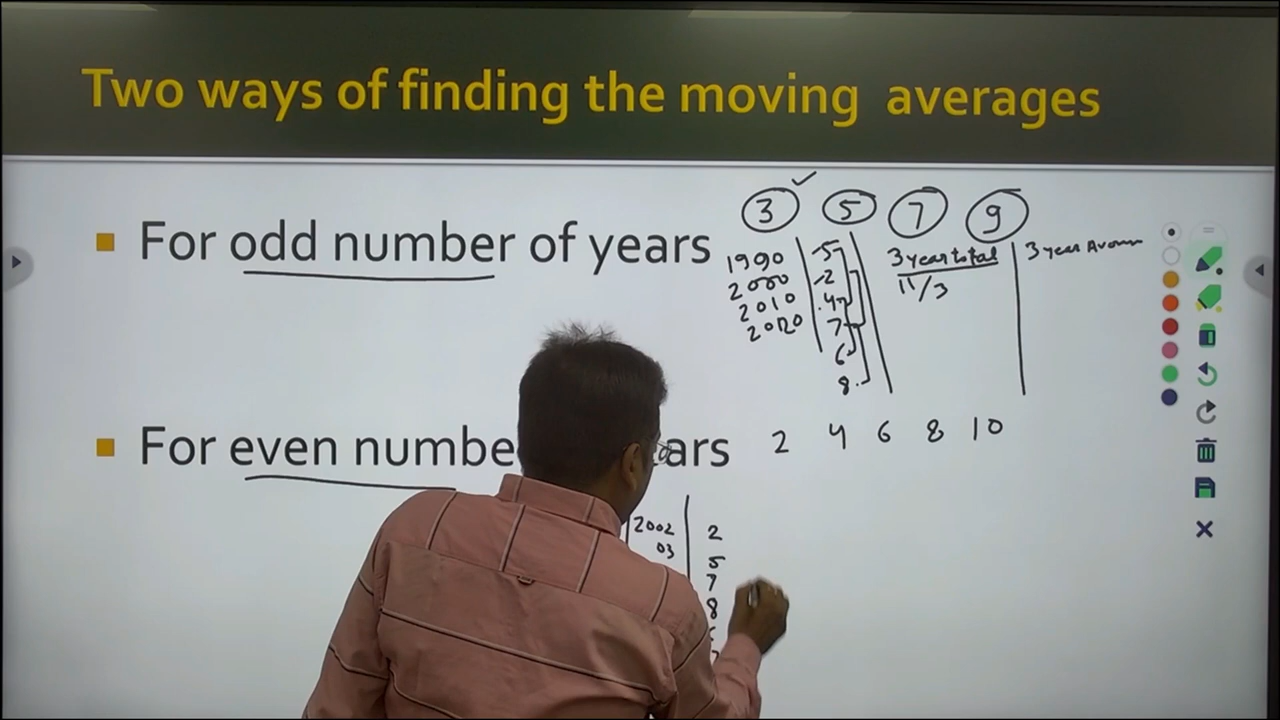 Two ways of finding the moving averages
3 5 7 9
For odd number of years
1990 5 3 year total 3 year
2000 2 11/3
2010 4
2020 7
6
8
2 4 6 8 10
For even numbe ars
2002 2
03 5
7
8